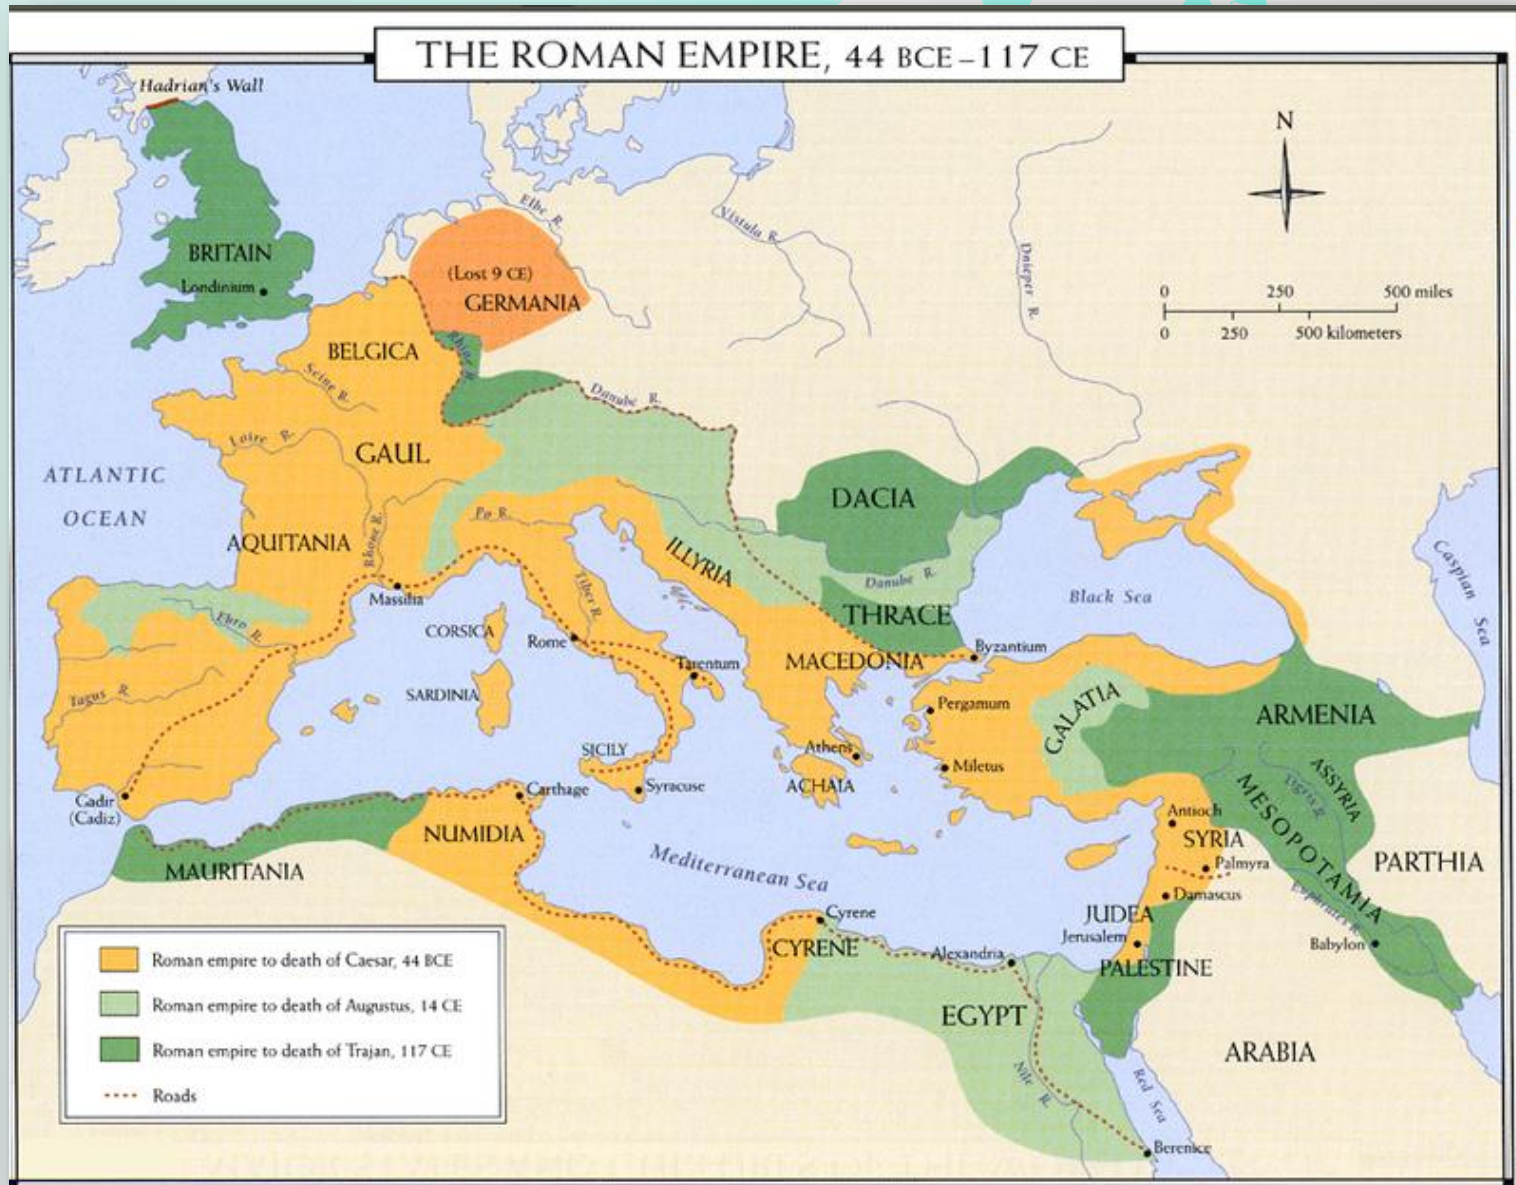 THE ROMAN EMPIRE, 44 BCE–117 CE
Hadrian's Wall
N
Elbe R.
Vistula R.
Dnieper R.
BRITAIN
(Lost 9 CE)
GERMANIA
Londinium
0 250 500 miles
0 250 500 kilometers
BELGICA
Rhine R.
Seine R.
Danube R.
Loire R.
GAUL
ATLANTIC
OCEAN
DACIA
Po R.
AQUITANIA
Rhône R.
ILLYRIA
Caspian Sea
Danube R.
Massilia
Tiber R.
Black Sea
Ebro R.
CORSICA
Rome
THRACE
Byzantium
MACEDONIA
Tarentum
Tagus R
SARDINIA
Pergamum
GALATIA
ARMENIA
SICILY
Athens
Miletus
ASSYRIA
Tigris R
Carthage
Syracuse
ACHAIA
MESOPOTAMIA
Gadir
(Cadiz)
Antioch
NUMIDIA
SYRIA
Palmyra
PARTHIA
MAURITANIA
Mediterranean Sea
Damascus
Euphrates R.
Cyrene
JUDEA
Jerusalem
CYRENE
Alexandria
Babylon
PALESTINE
EGYPT
ARABIA
Nile R.
Red Sea
Berenice
Roman empire to death of Caesar, 44 BCE
Roman empire to death of Augustus, 14 CE
Roman empire to death of Trajan, 117 CE
Roads